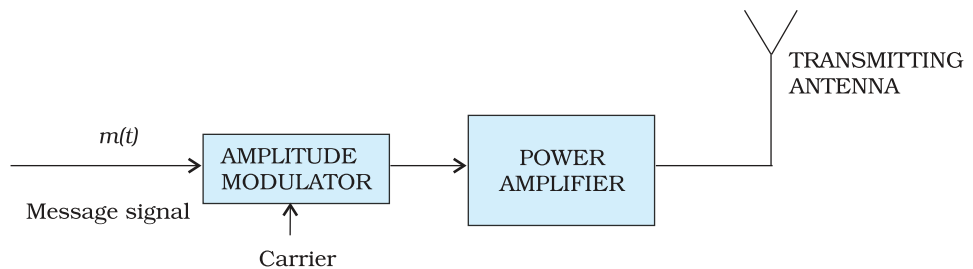 m(t)
Message signal
AMPLITUDE
MODULATOR
Carrier
POWER
AMPLIFIER
TRANSMITTING
ANTENNA